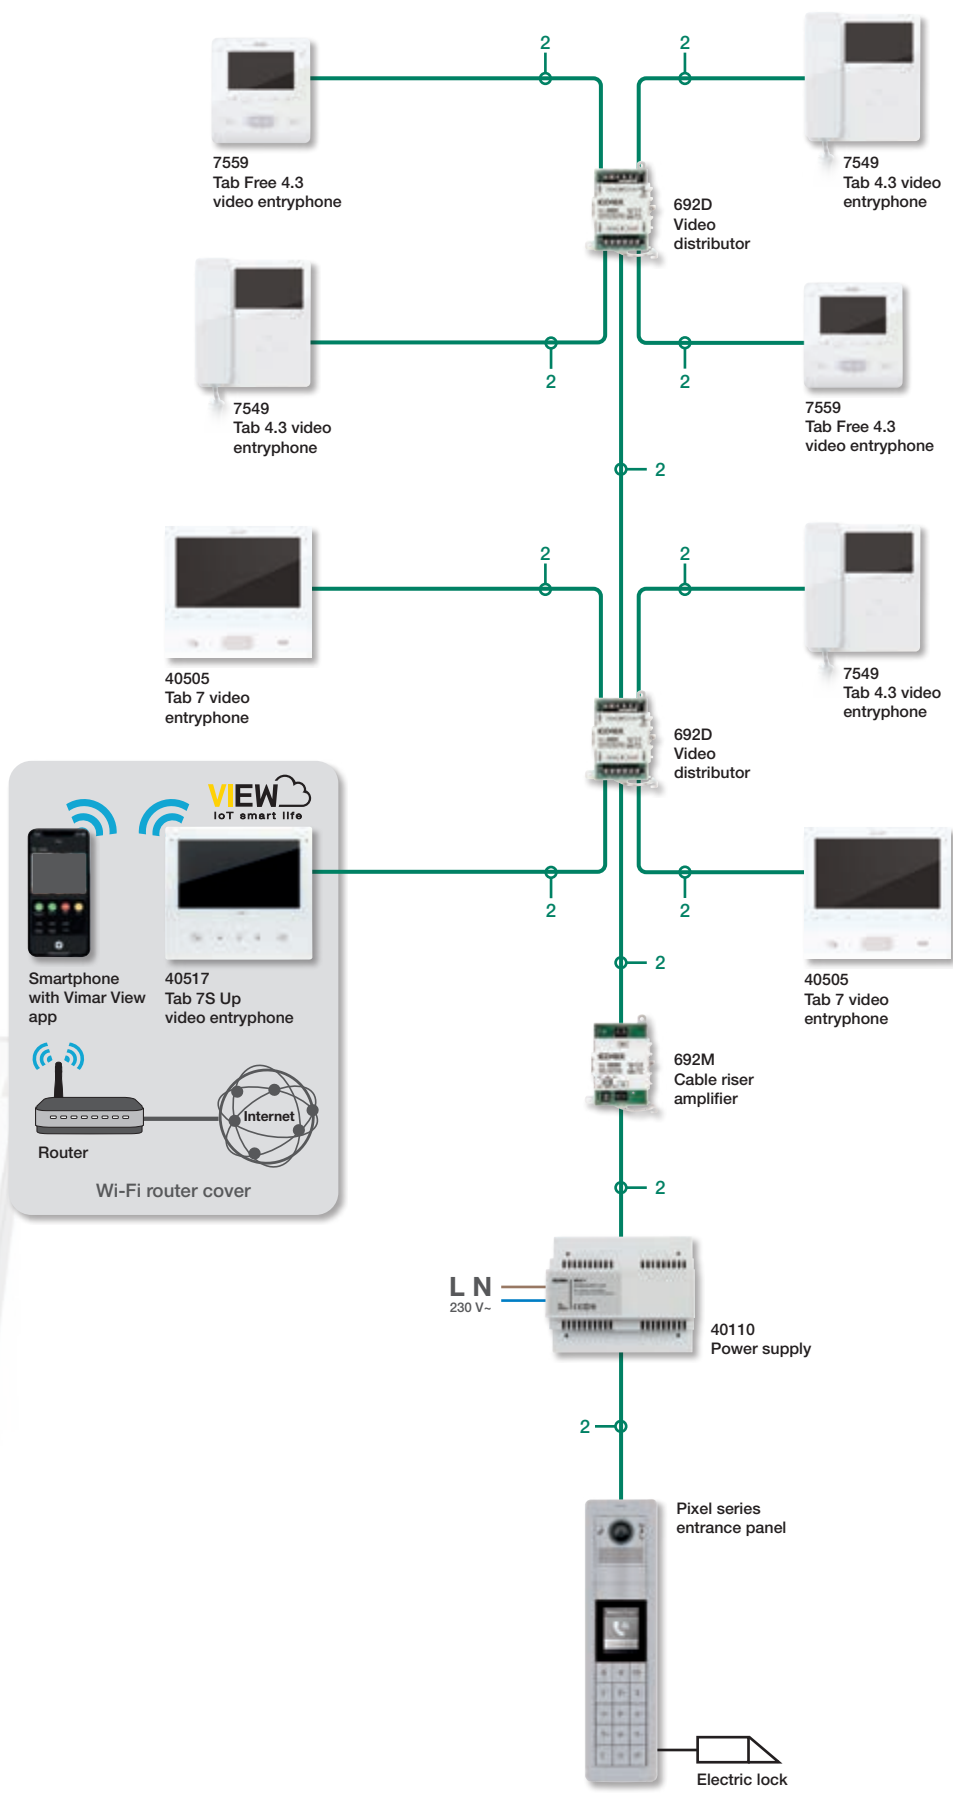 2
2
7559
Tab Free 4.3
video entryphone
7549
Tab 4.3 video
entryphone
692D
Video
distributor
2
2
7549
Tab 4.3 video
entryphone
7559
Tab Free 4.3
video entryphone
2
2
2
40505
Tab 7 video
entryphone
7549
Tab 4.3 video
entryphone
692D
Video
distributor
VIEW
IoT smart life
2
2
Smartphone
with Vimar View
app
40517
Tab 7S Up
video entryphone
2
40505
Tab 7 video
entryphone
692M
Cable riser
amplifier
Internet
Router
Wi-Fi router cover
2
L N
230 V~
40110
Power supply
2
Pixel series
entrance panel
Electric lock